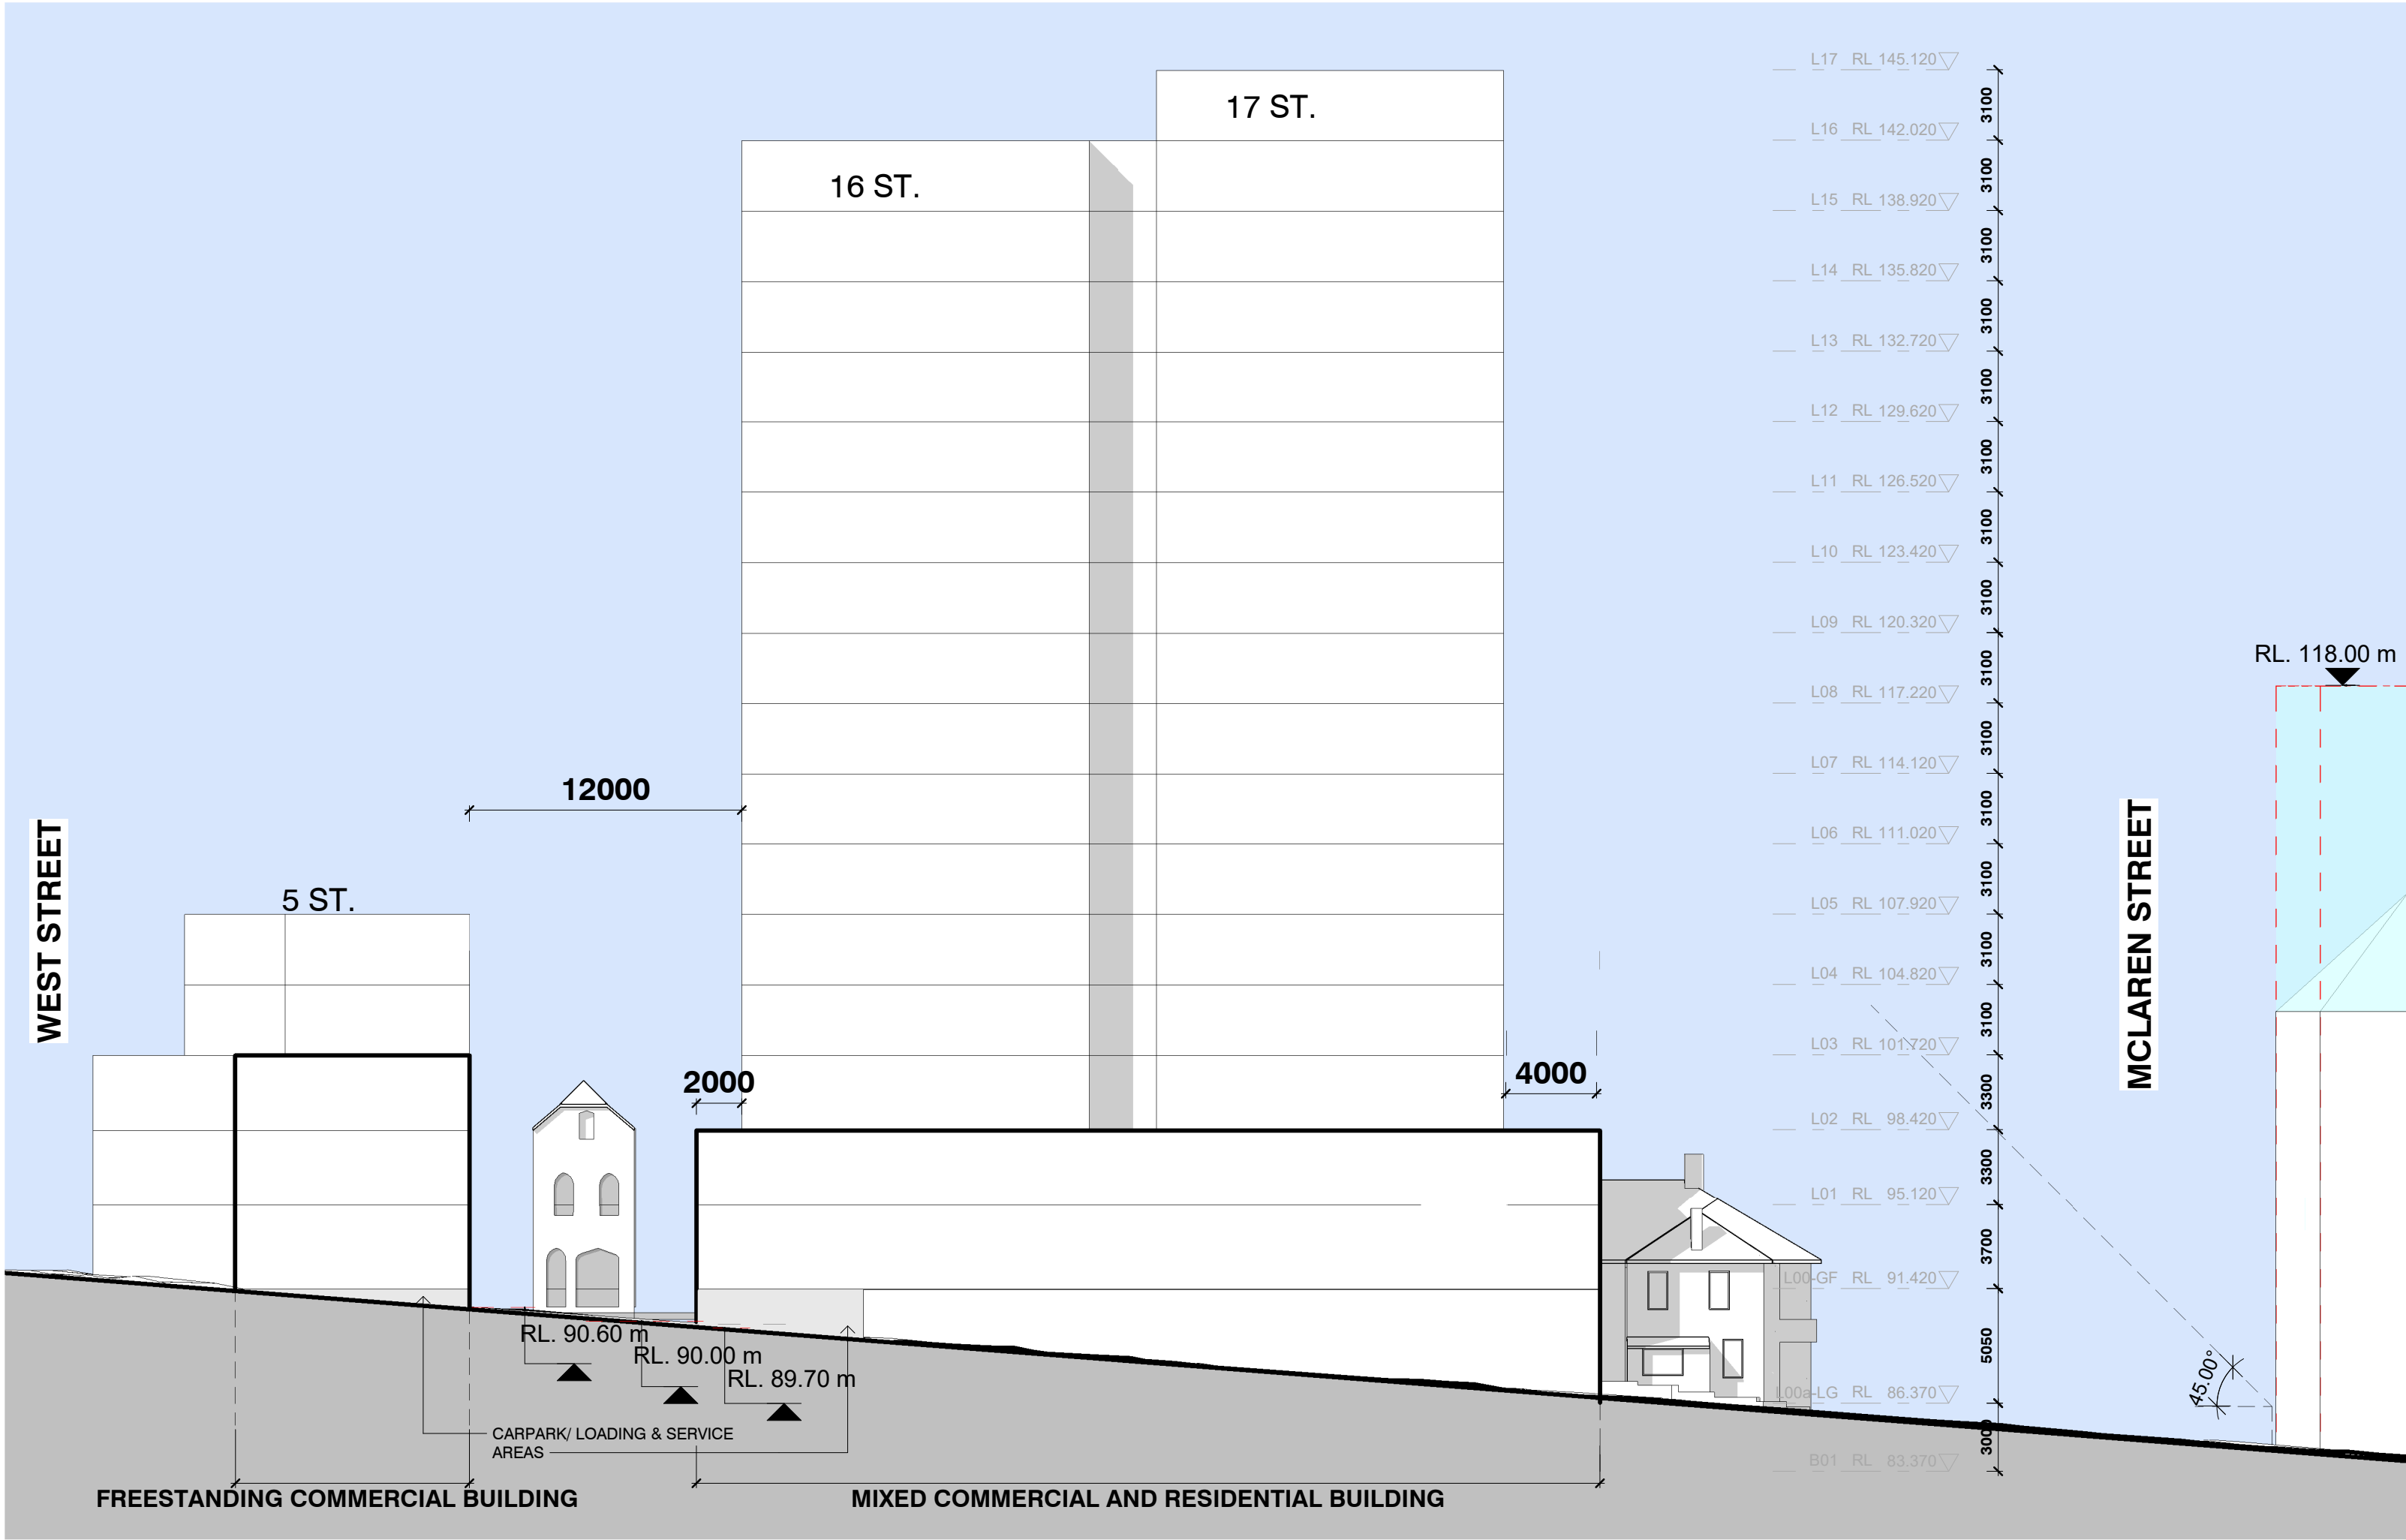 L17 RL 145.120
3100
17 ST.
L16 RL 142.020
3100
16 ST.
L15 RL 138.920
3100
L14 RL 135.820
3100
L13 RL 132.720
3100
L12 RL 129.620
3100
L11 RL 126.520
3100
L10 RL 123.420
3100
L09 RL 120.320
3100
RL. 118.00 m
L08 RL 117.220
3100
L07 RL 114.120
3100
12000
L06 RL 111.020
3100
5 ST.
L05 RL 107.920
3100
WEST STREET
MCLAREN STREET
L04 RL 104.820
3100
L03 RL 101.720
3300
2000
4000
L02 RL 98.420
3300
L01 RL 95.120
3700
L00-GF RL 91.420
5050
RL. 90.60 m
RL. 90.00 m
RL. 89.70 m
45.00°
L00a-LG RL 86.370
3000
CARPARK/ LOADING & SERVICE
AREAS
B01 RL 83.370
FREESTANDING COMMERCIAL BUILDING
MIXED COMMERCIAL AND RESIDENTIAL BUILDING